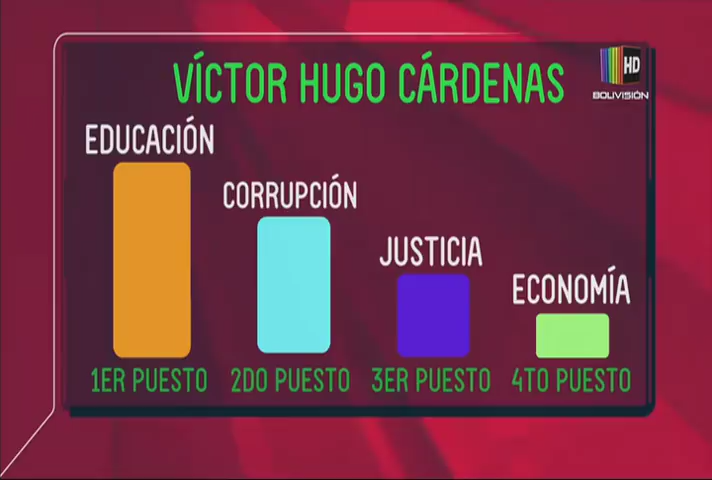 VÍCTOR HUGO CÁRDENAS
HD
BOLIVISIÓN
EDUCACIÓN
CORRUPCIÓN
JUSTICIA
ECONOMÍA
1ER PUESTO
2DO PUESTO
3ER PUESTO
4TO PUESTO